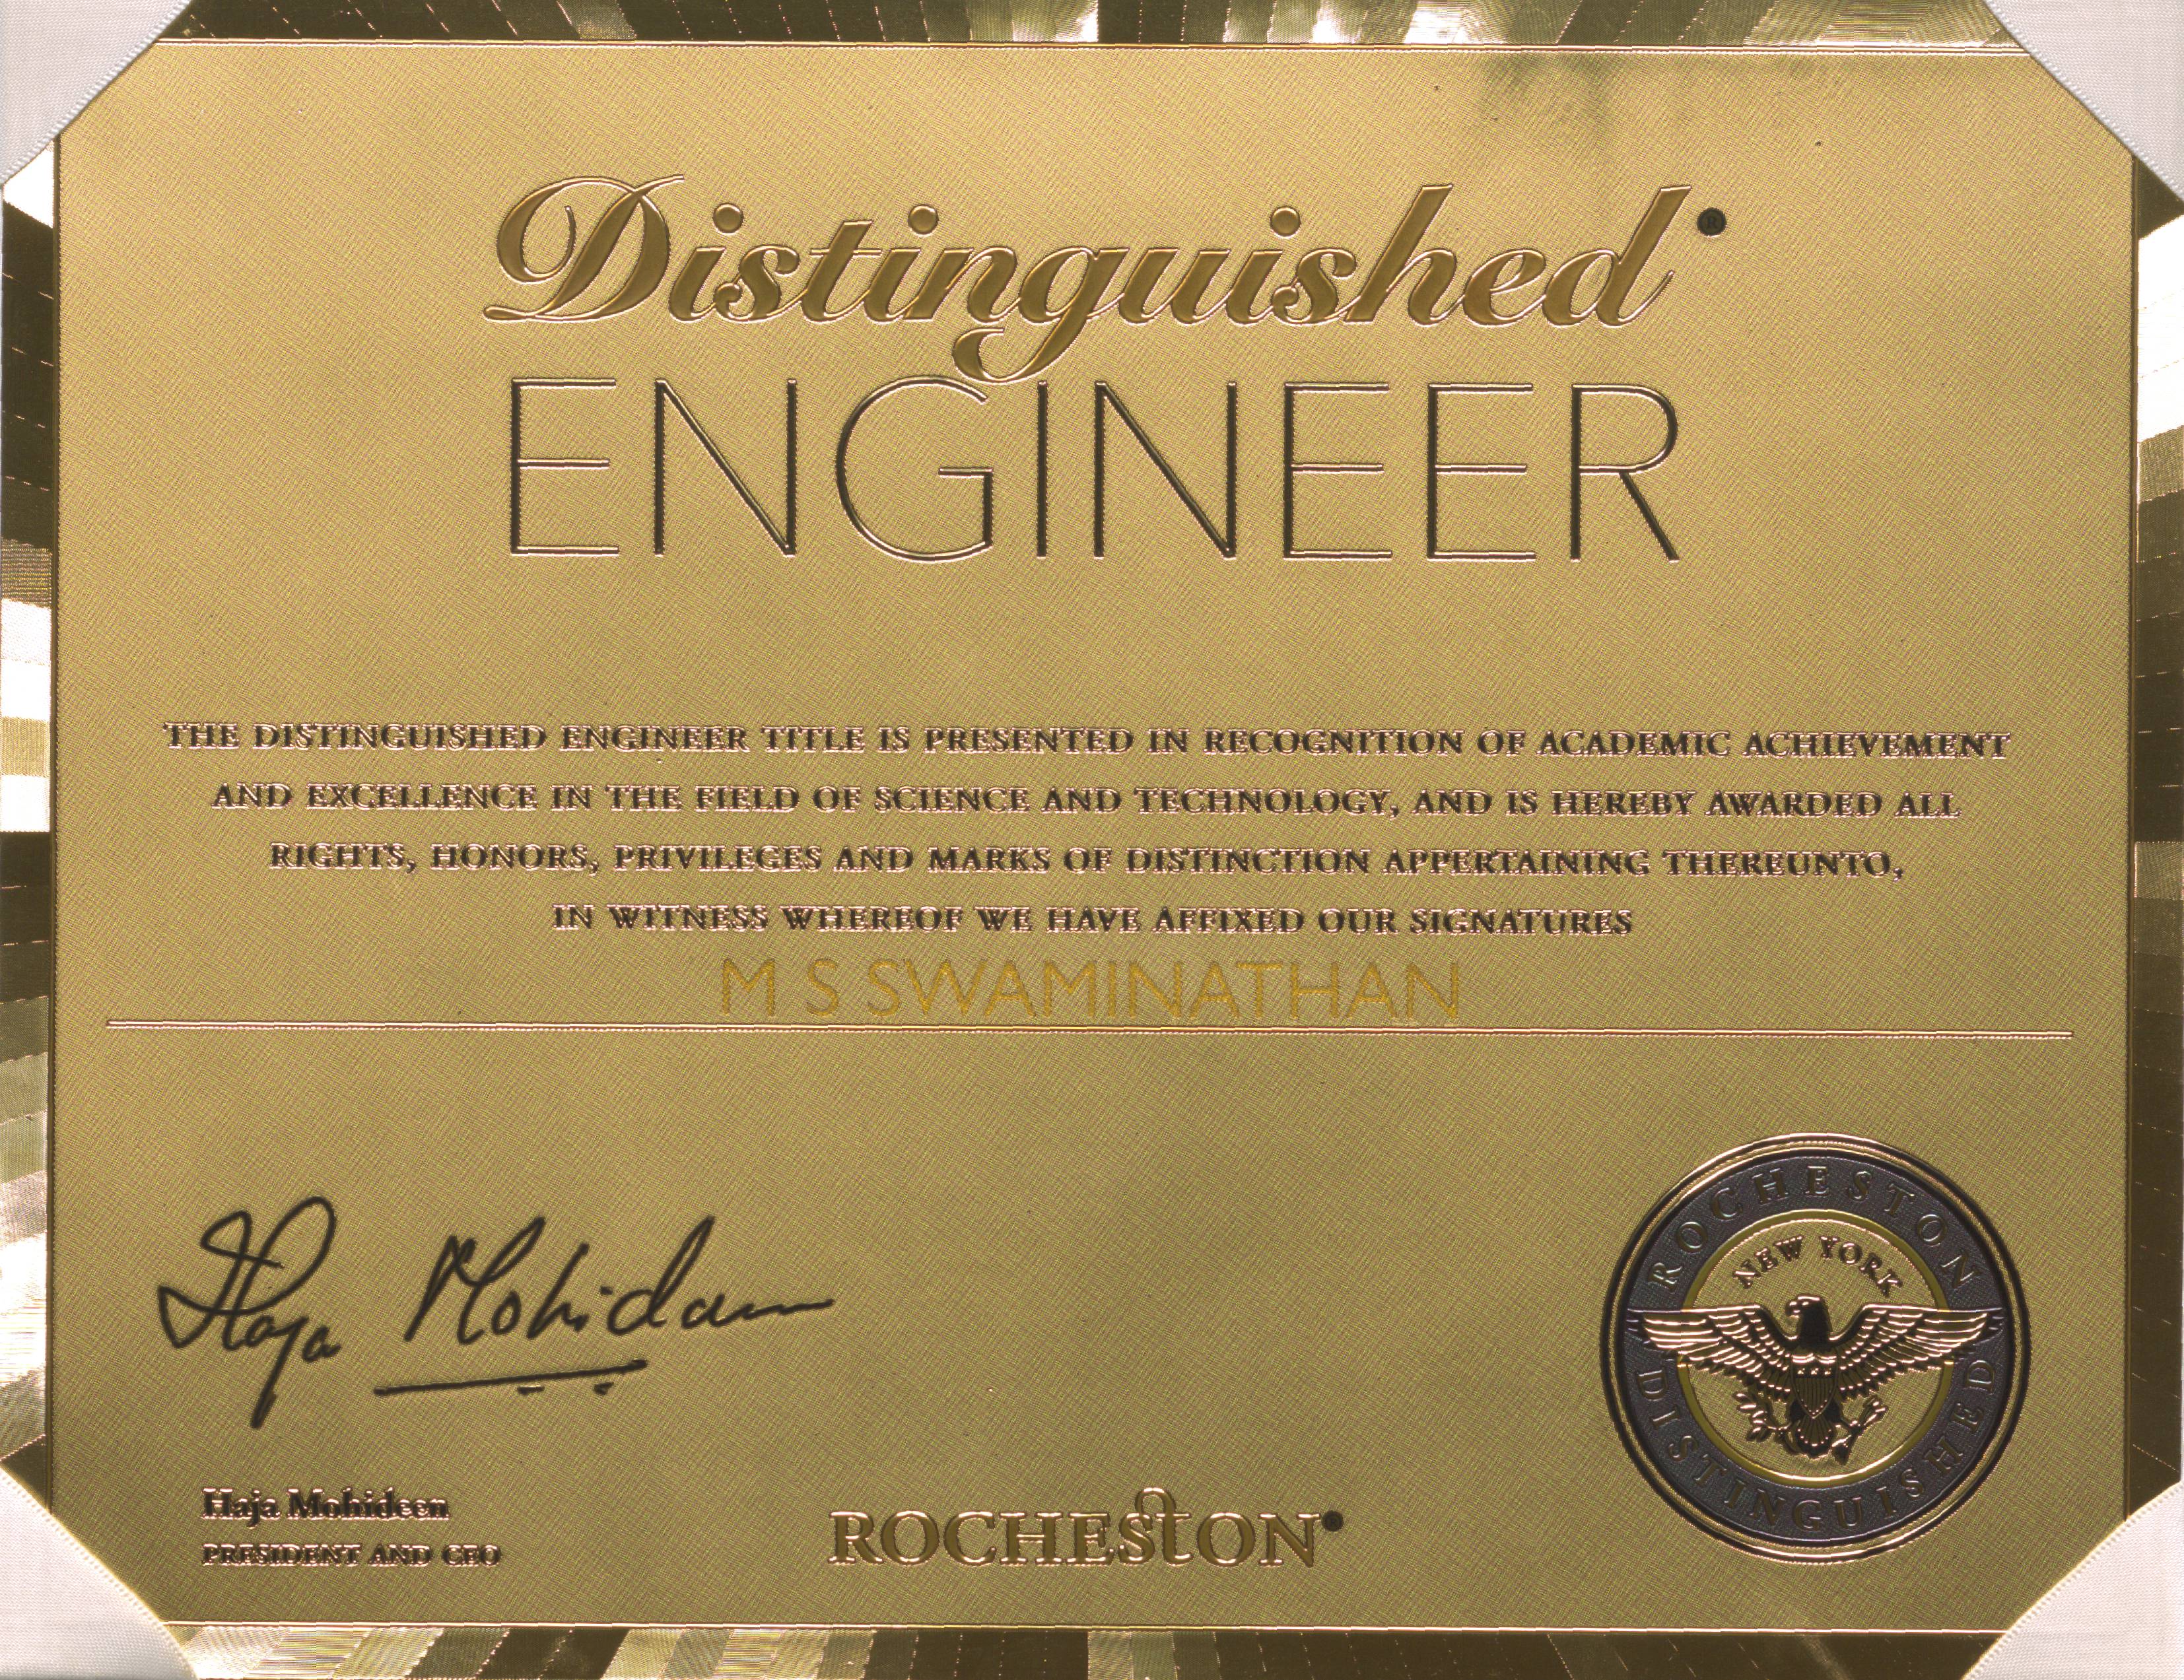 Distinguished®
ENGINEER
THE DISTINGUISHED ENGINEER TITLE IS PRESENTED IN RECOGNITION OF ACADEMIC ACHIEVEMENT
AND EXCELLENCE IN THE FIELD OF SCIENCE AND TECHNOLOGY, AND IS HEREBY AWARDED ALL
RIGHTS, HONORS, PRIVILEGES AND MARKS OF DISTINCTION APPERTAINING THEREUNTO,
IN WITNESS WHEREOF WE HAVE AFFIXED OUR SIGNATURES
M S SWAMINATHAN
Haja Mohideen
Haja Mohideen
PRESIDENT AND CEO
ROCHESTON®
ROCHESTON
NEW YORK
DISTINGUISHED